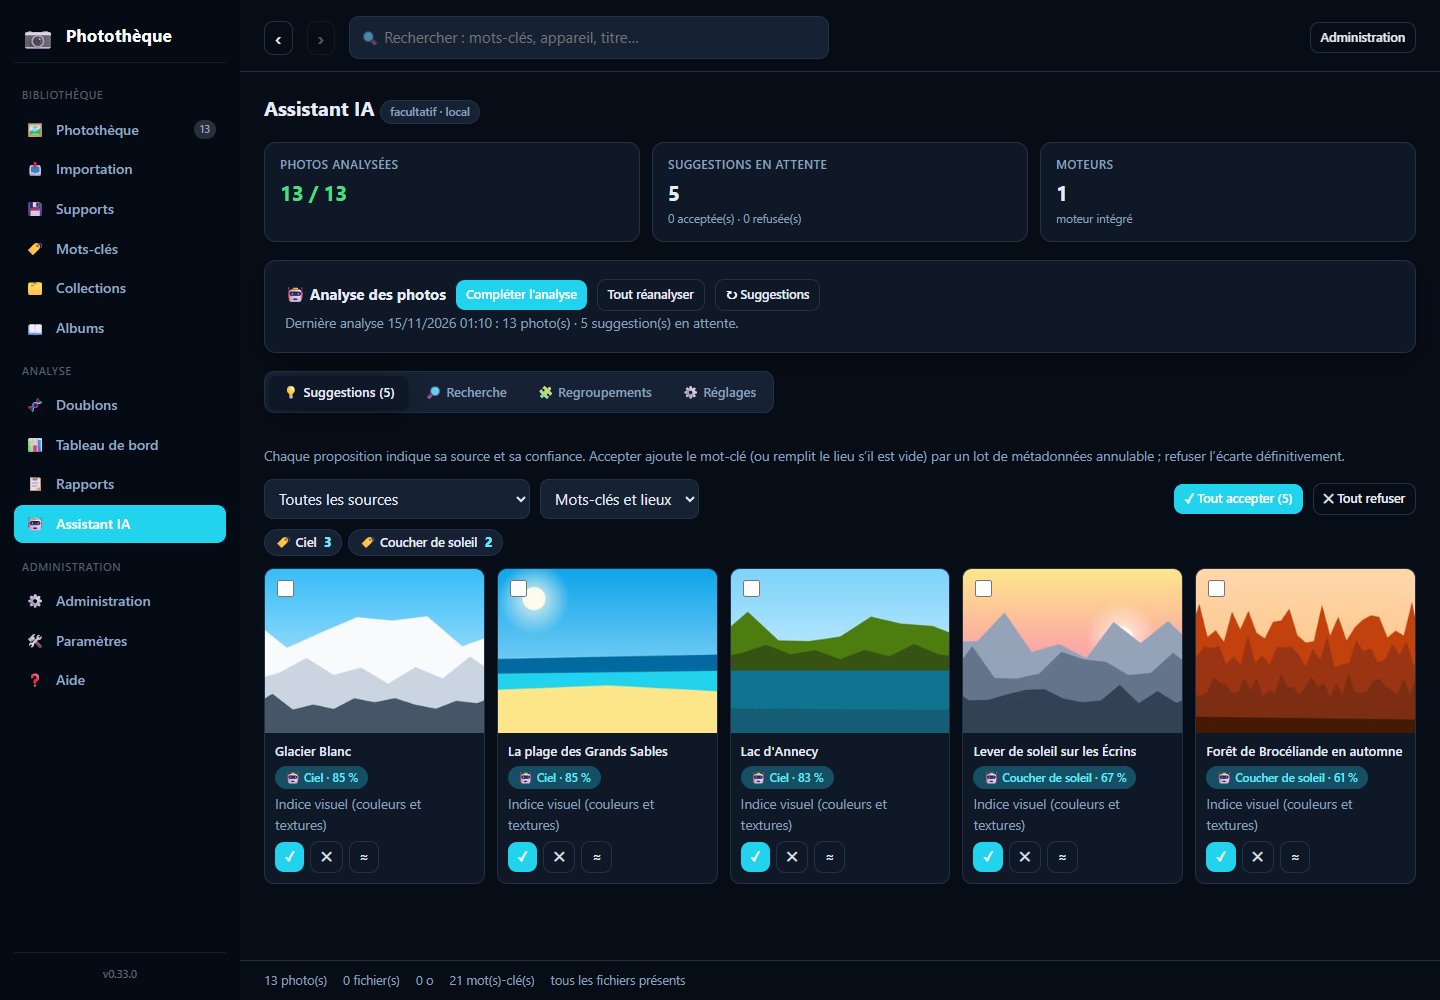 Photothèque
BIBLIOTHÈQUE
Photothèque 13
Importation
Supports
Mots-clés
Collections
Albums
ANALYSE
Doublons
Tableau de bord
Rapports
Assistant IA
ADMINISTRATION
Administration
Paramètres
Aide
v0.33.0
‹ › Rechercher : mots-clés, appareil, titre...
Administration
Assistant IA facultatif · local
PHOTOS ANALYSÉES
13 / 13
SUGGESTIONS EN ATTENTE
5
0 acceptée(s) · 0 refusée(s)
MOTEURS
1
moteur intégré
Analyse des photos Compléter l'analyse Tout réanalyser ↻ Suggestions
Dernière analyse 15/11/2026 01:10 : 13 photo(s) · 5 suggestion(s) en attente.
Suggestions (5) Recherche Regroupements Réglages
Chaque proposition indique sa source et sa confiance. Accepter ajoute le mot-clé (ou remplit le lieu s'il est vide) par un lot de métadonnées annulable ; refuser l'écarte définitivement.
Toutes les sources Mots-clés et lieux ✓ Tout accepter (5) ✕ Tout refuser
Ciel 3 Coucher de soleil 2
Glacier Blanc
Ciel · 85 %
Indice visuel (couleurs et
textures)
✓ ✕ ≈
La plage des Grands Sables
Ciel · 85 %
Indice visuel (couleurs et
textures)
✓ ✕ ≈
Lac d'Annecy
Ciel · 83 %
Indice visuel (couleurs et
textures)
✓ ✕ ≈
Lever de soleil sur les Écrins
Coucher de soleil · 67 %
Indice visuel (couleurs et
textures)
✓ ✕ ≈
Forêt de Brocéliande en automne
Coucher de soleil · 61 %
Indice visuel (couleurs et
textures)
✓ ✕ ≈
13 photo(s) 0 fichier(s) 0 o 21 mot(s)-clé(s) tous les fichiers présents